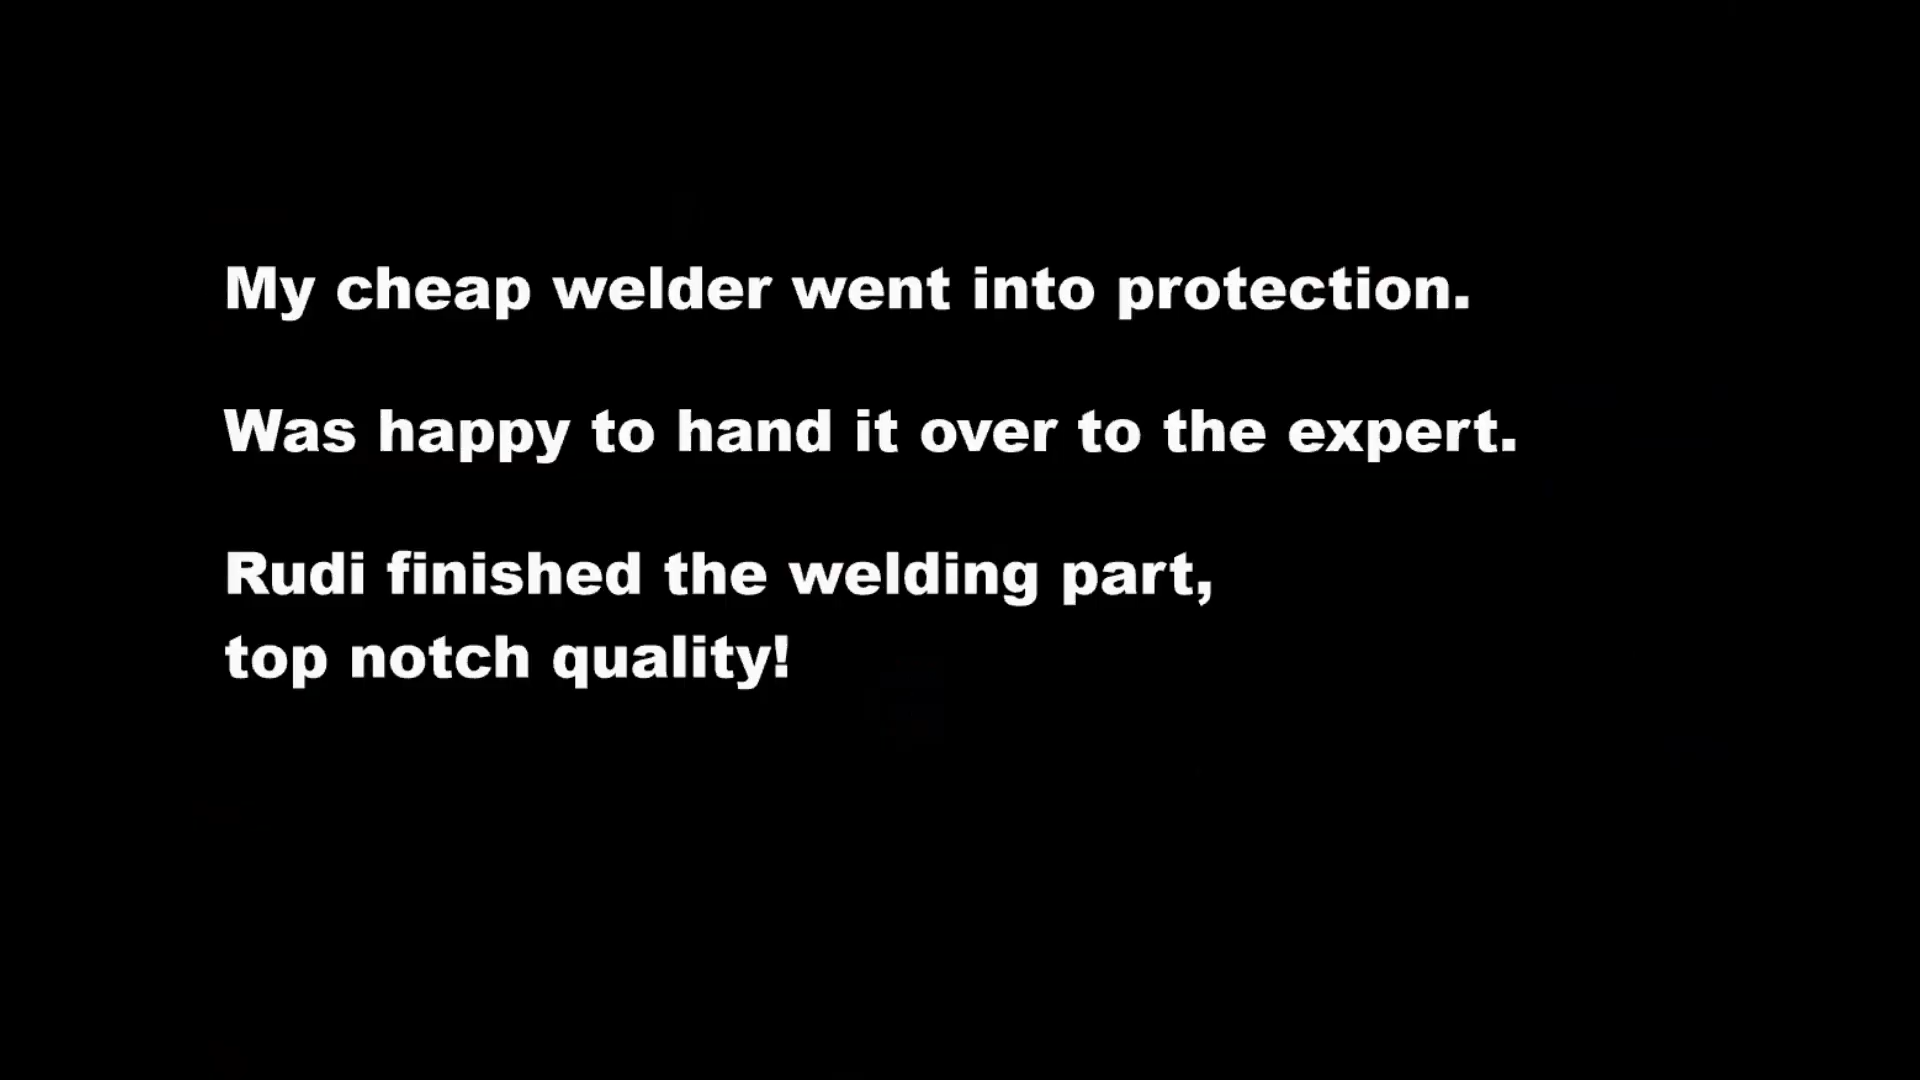 My cheap welder went into protection.
Was happy to hand it over to the expert.
Rudi finished the welding part,
top notch quality!